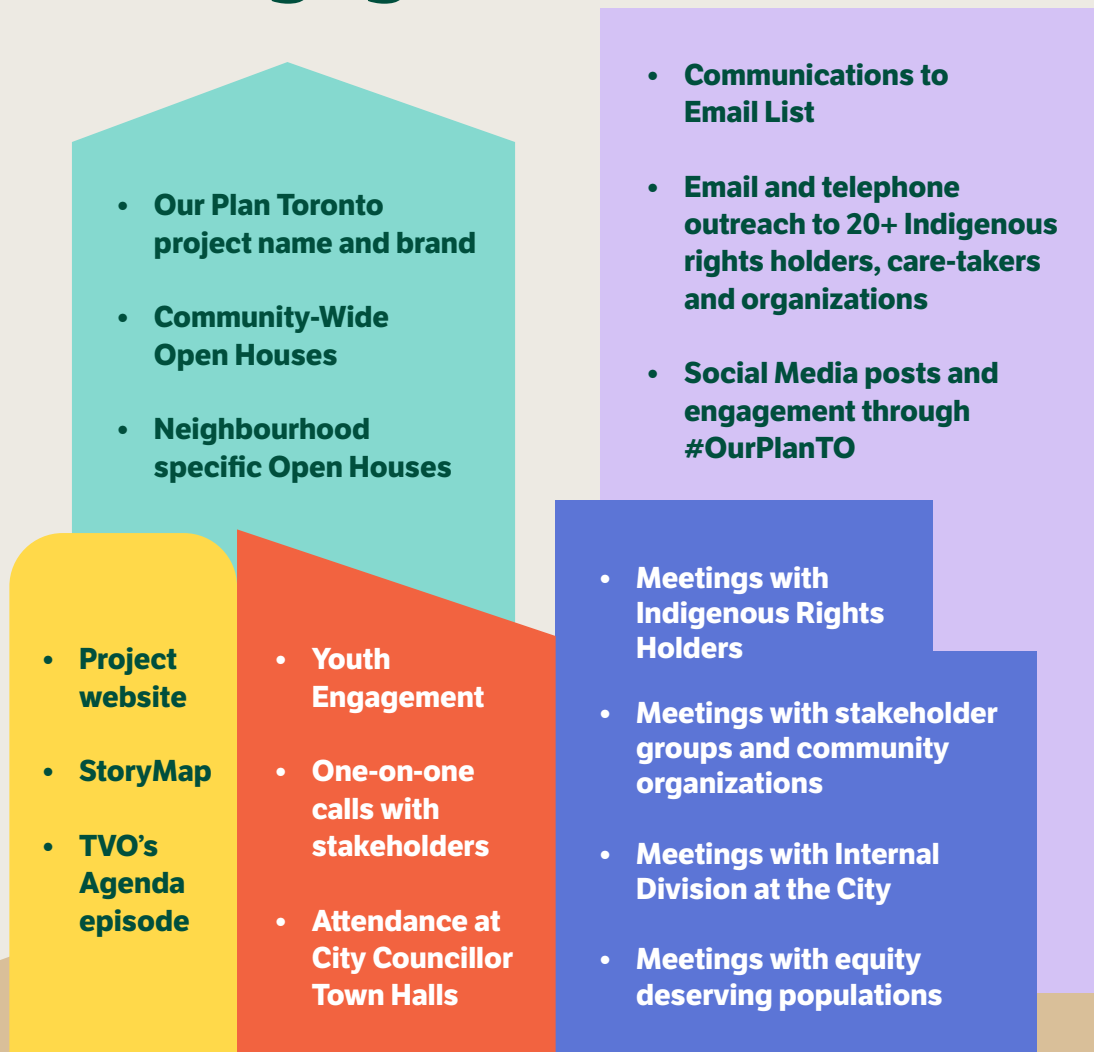 • Our Plan Toronto
project name and brand
• Community-Wide
Open Houses
• Neighbourhood
specific Open Houses
• Communications to
Email List
• Email and telephone
outreach to 20+ Indigenous
rights holders, care-takers
and organizations
• Social Media posts and
engagement through
#OurPlanTO
• Project
website
• StoryMap
• TVO’s
Agenda
episode
• Youth
Engagement
• One-on-one
calls with
stakeholders
• Attendance at
City Councillor
Town Halls
• Meetings with
Indigenous Rights
Holders
• Meetings with stakeholder
groups and community
organizations
• Meetings with Internal
Division at the City
• Meetings with equity
deserving populations